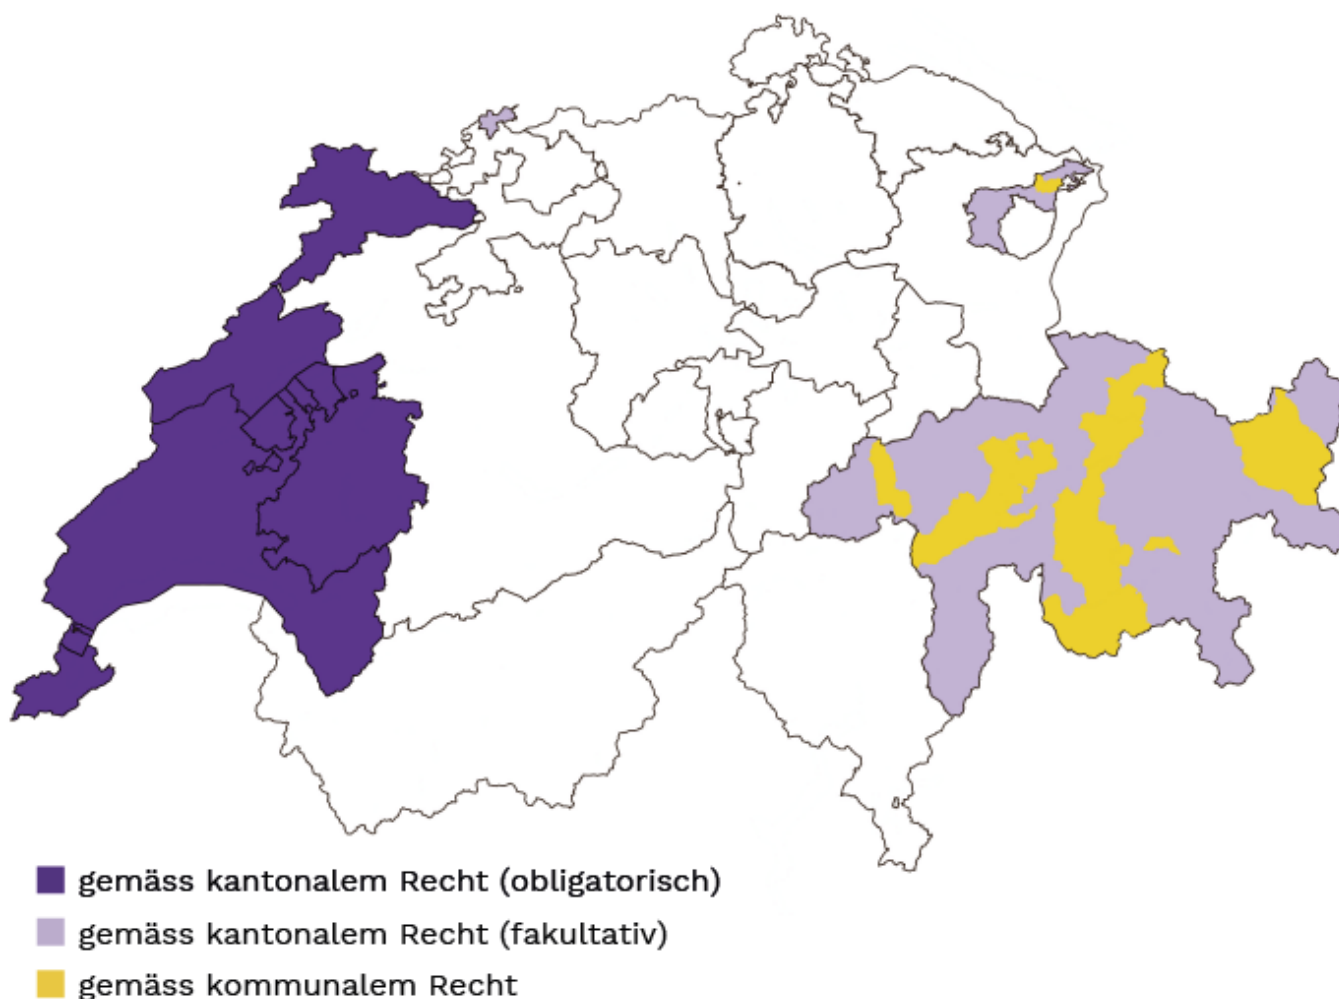 gemäss kantonalem Recht (obligatorisch)
gemäss kantonalem Recht (fakultativ)
gemäss kommunalem Recht